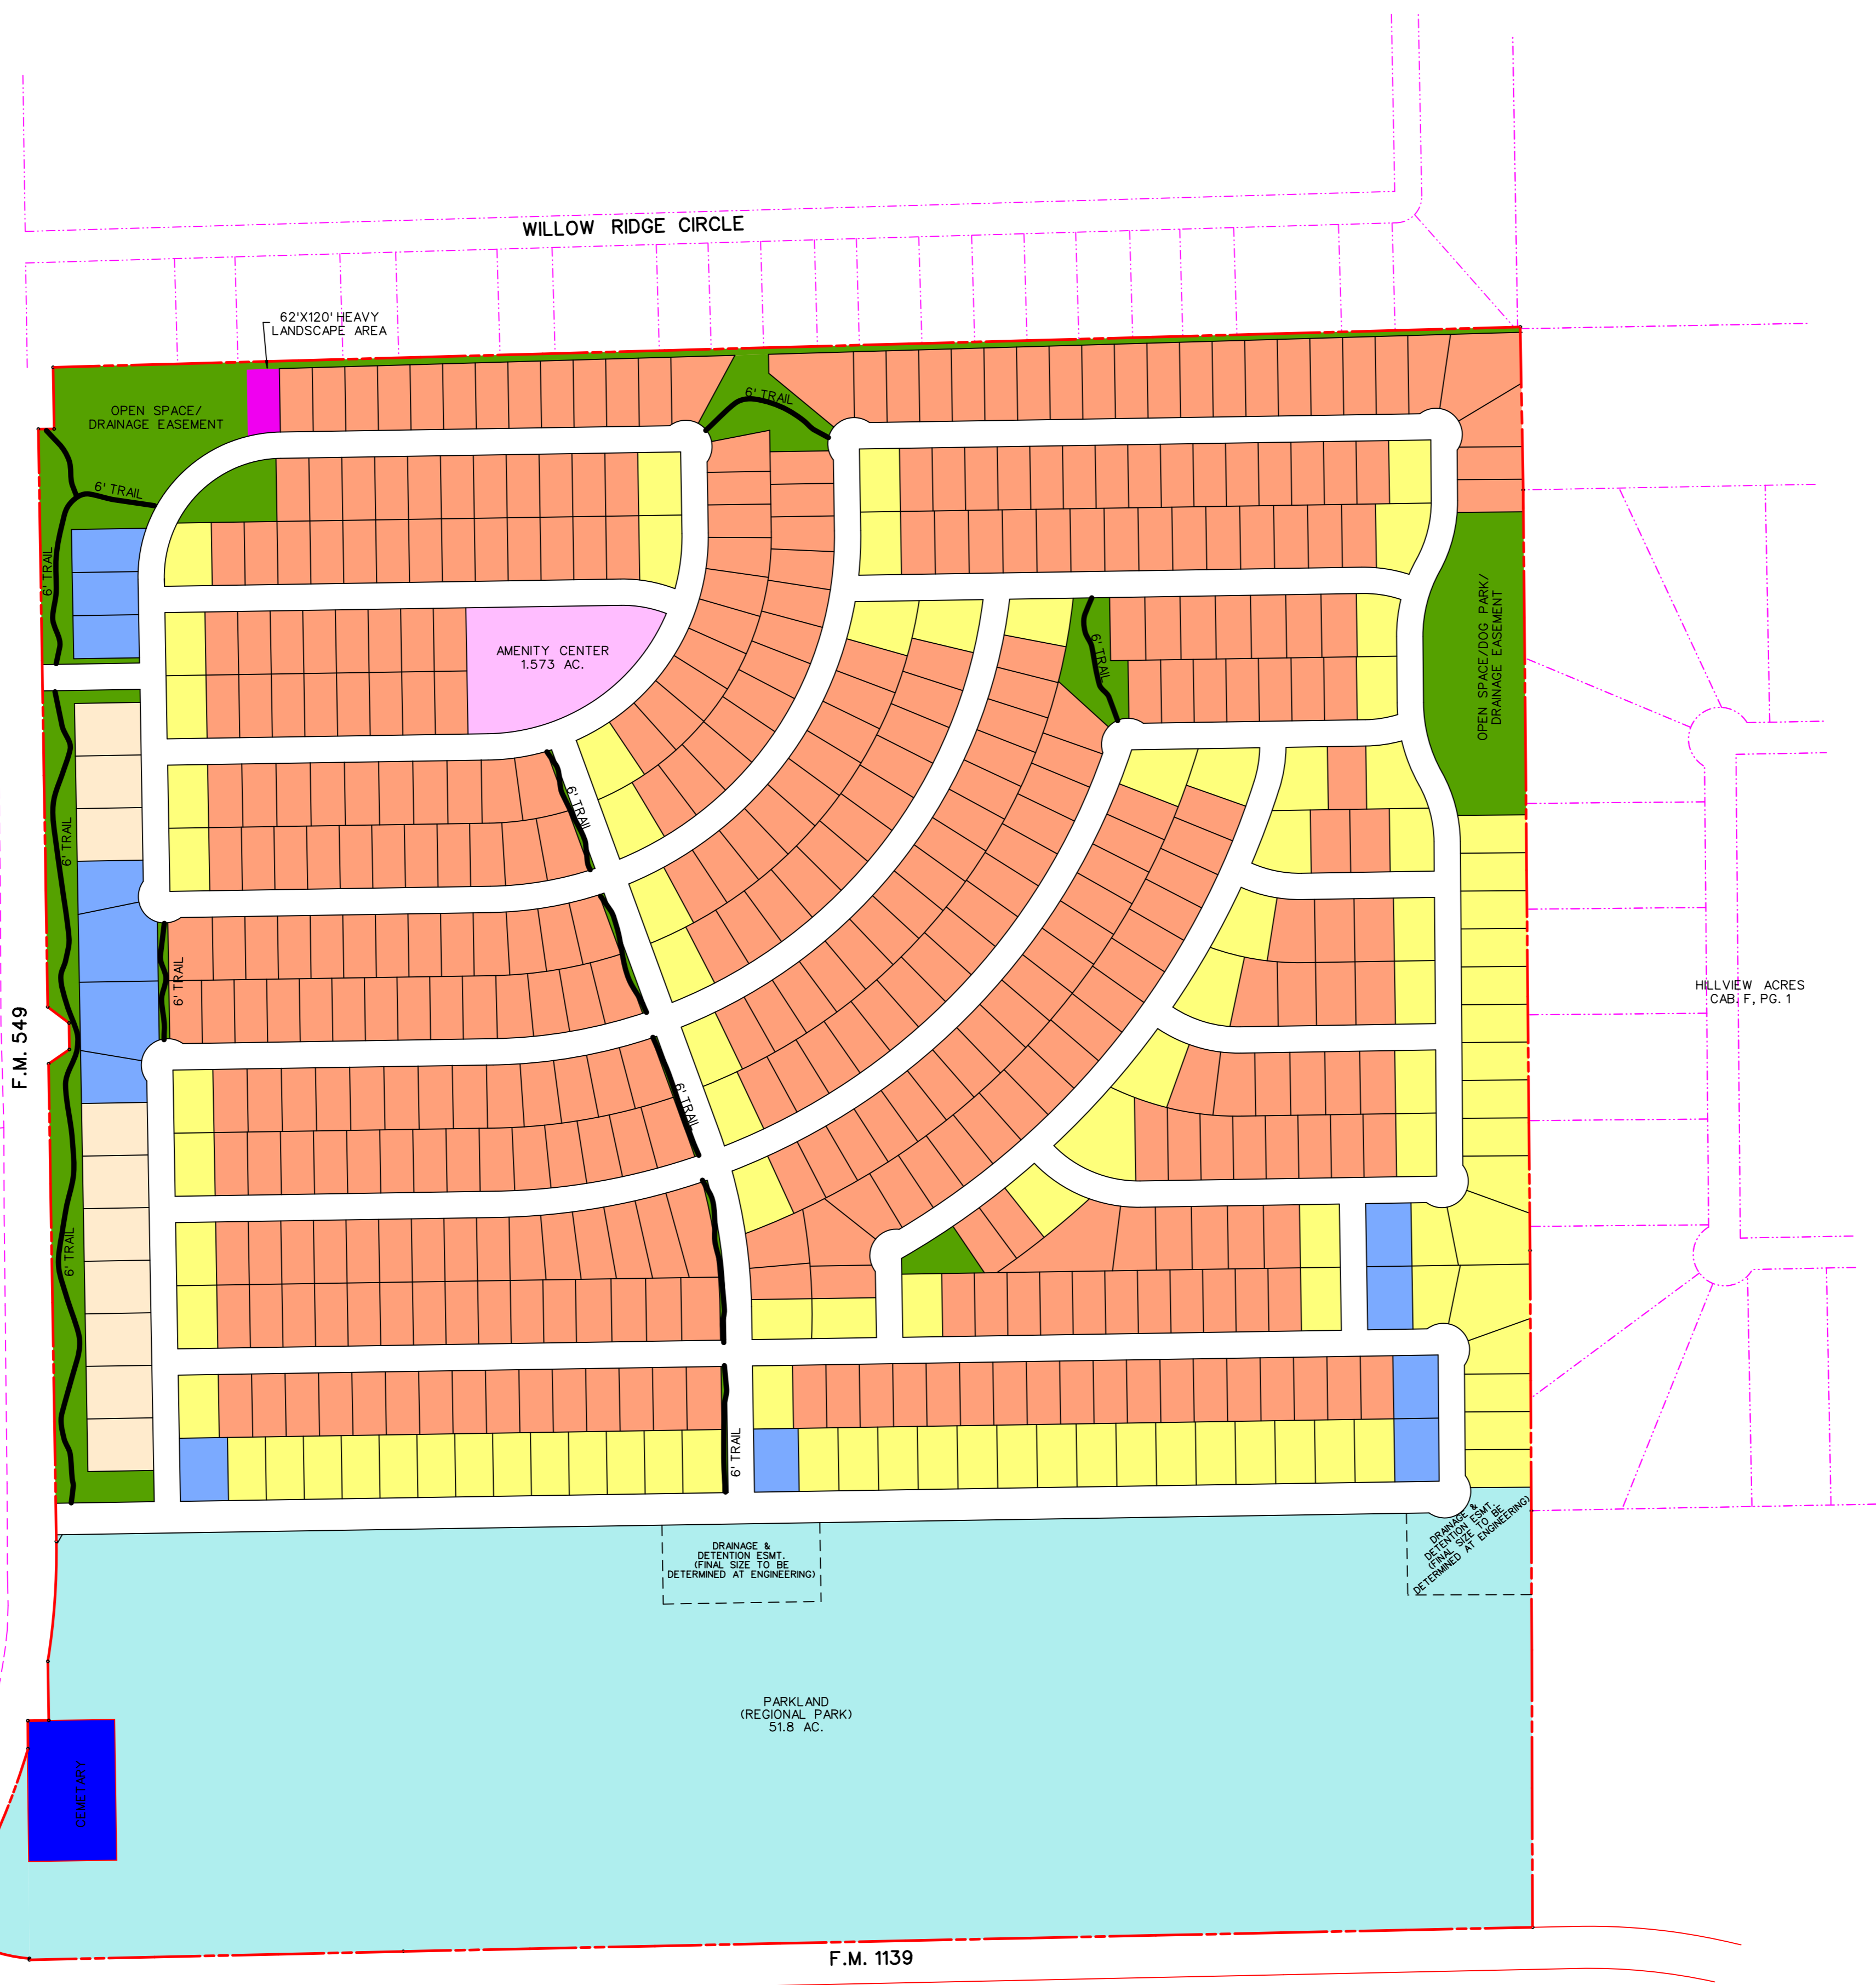 WILLOW RIDGE CIRCLE
62'X120' HEAVY
LANDSCAPE AREA
OPEN SPACE/
DRAINAGE EASEMENT
6' TRAIL
6' TRAIL
6' TRAIL
OPEN SPACE/DOG PARK/
DRAINAGE EASEMENT
AMENITY CENTER
1.573 AC.
6' TRAIL
6' TRAIL
6' TRAIL
6' TRAIL
HILLVIEW ACRES
CAB. F, PG. 1
F.M. 549
6' TRAIL
6' TRAIL
6' TRAIL
DRAINAGE &
DETENTION ESMT.
(FINAL SIZE TO BE
DETERMINED AT ENGINEERING)
DRAINAGE &
DETENTION ESMT.
(FINAL SIZE TO BE
DETERMINED AT ENGINEERING)
PARKLAND
(REGIONAL PARK)
51.8 AC.
CEMETARY
F.M. 1139